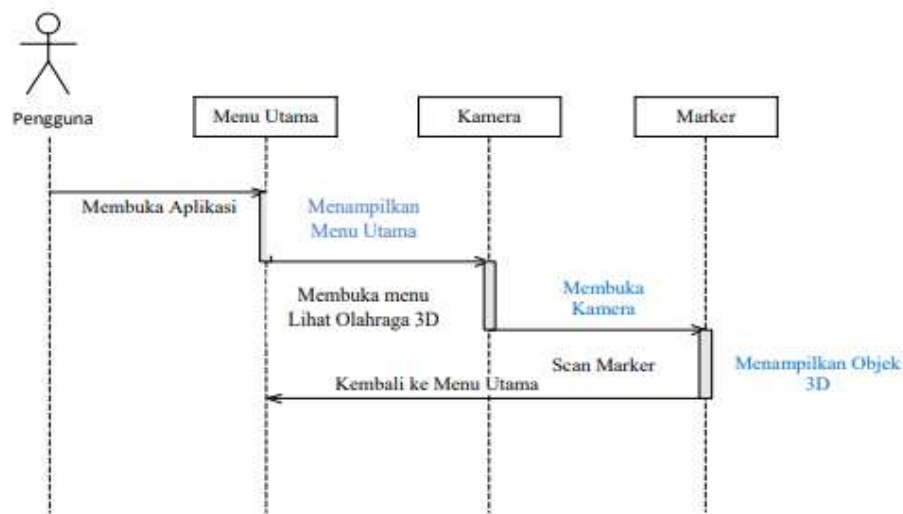 Pengguna
Menu Utama
Kamera
Marker
Membuka Aplikasi
Menampilkan
Menu Utama
Membuka menu
Lihat Olahraga 3D
Membuka
Kamera
Scan Marker
Menampilkan Objek
3D
Kembali ke Menu Utama